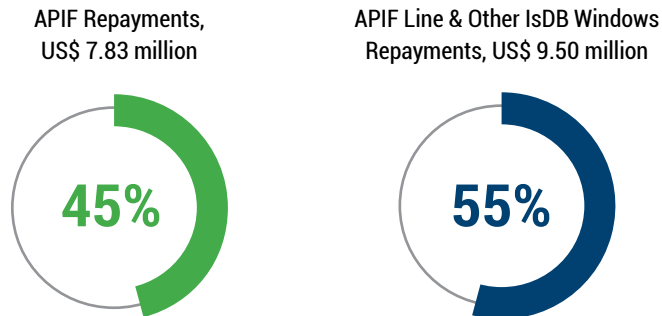 APIF Repayments,
US$ 7.83 million
45%
APIF Line & Other IsDB Windows
Repayments, US$ 9.50 million
55%